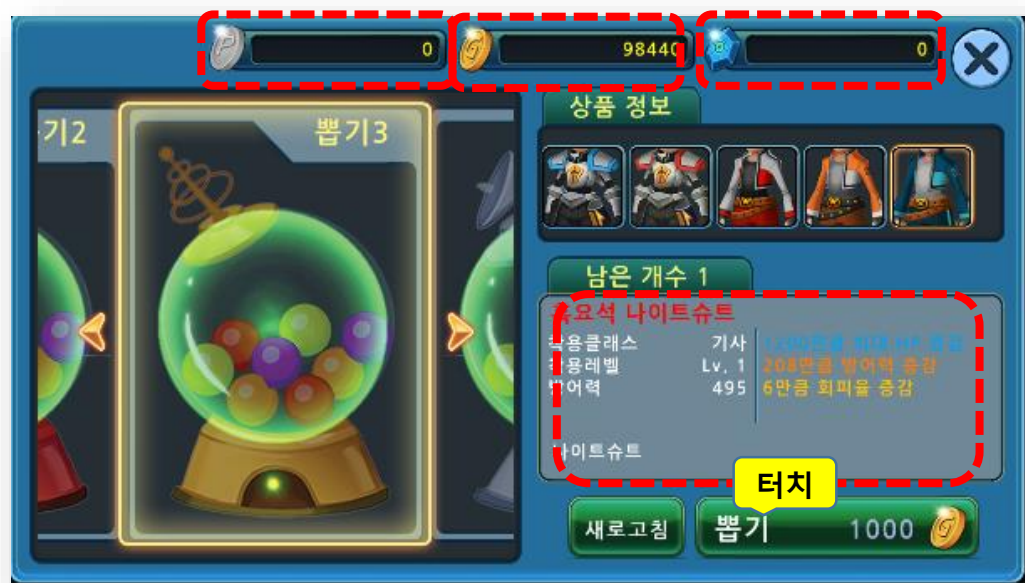 0
98440
0
기2
뽑기3
상품 정보
남은 개수 1
흑요석 나이트슈트
착용클래스 기사
착용레벨 Lv. 1 208만큼 방어력 증감
방어력 495 6만큼 회피율 증감
나이트슈트
터치
새로고침
뽑기 1000